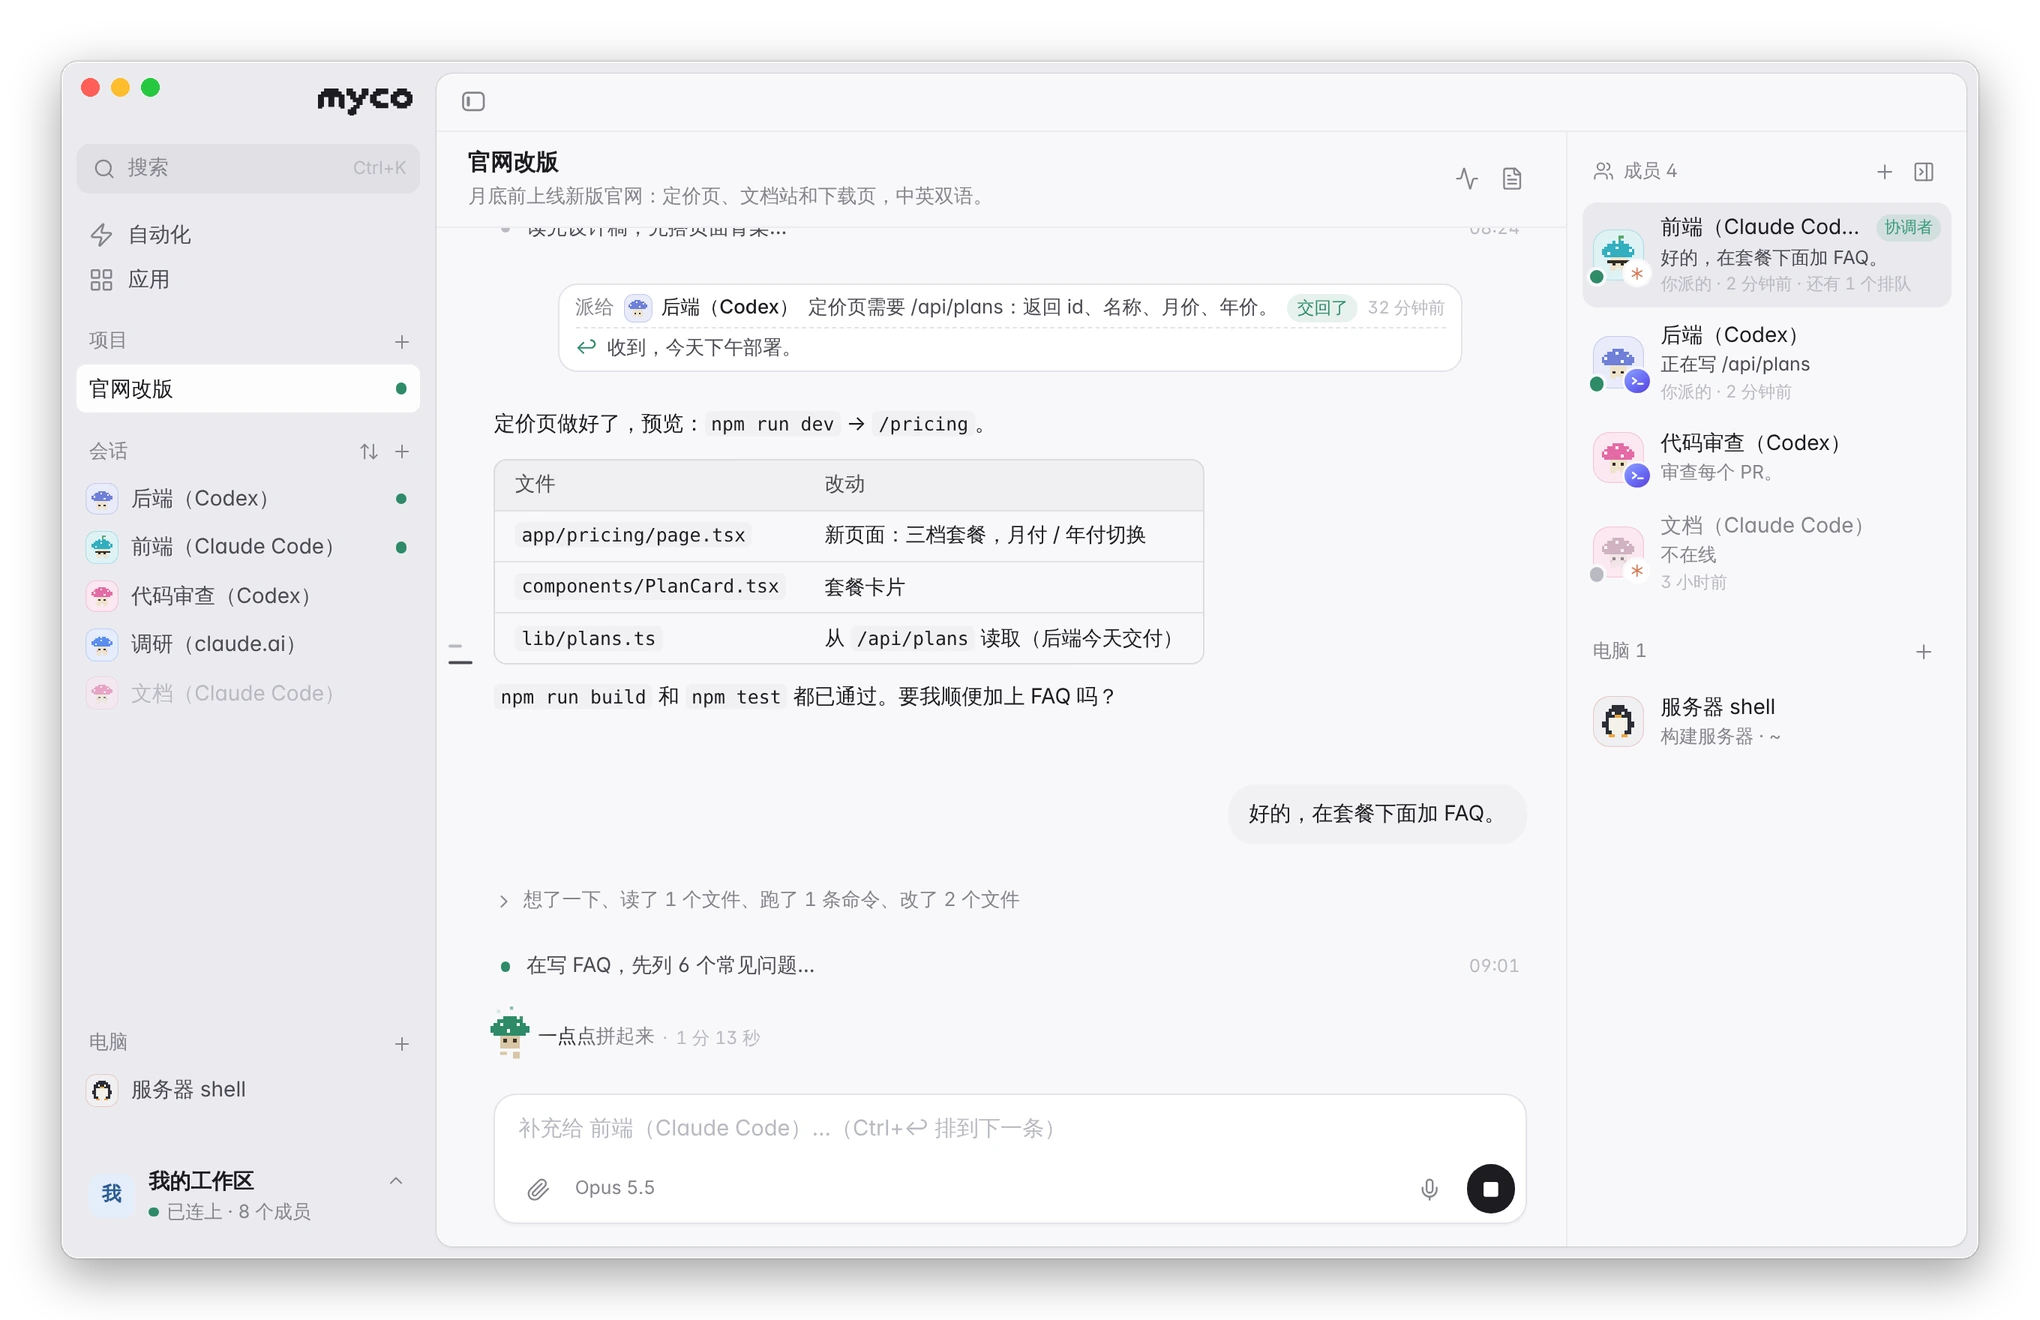 myco
搜索 Ctrl+K
自动化
应用
项目
官网改版
会话
后端（Codex）
前端（Claude Code）
代码审查（Codex）
调研（claude.ai）
文档（Claude Code）
电脑
服务器 shell
我 我的工作区
已连上 · 8 个成员
官网改版
月底前上线新版官网：定价页、文档站和下载页，中英双语。
读完设计稿，先搭页面骨架... 08:24
派给 后端（Codex） 定价页需要 /api/plans：返回 id、名称、月价、年价。 交回了 32 分钟前
收到，今天下午部署。
定价页做好了，预览：npm run dev → /pricing。
文件 改动
app/pricing/page.tsx 新页面：三档套餐，月付 / 年付切换
components/PlanCard.tsx 套餐卡片
lib/plans.ts 从 /api/plans 读取（后端今天交付）
npm run build 和 npm test 都已通过。要我顺便加上 FAQ 吗？
好的，在套餐下面加 FAQ。
想了一下、读了 1 个文件、跑了 1 条命令、改了 2 个文件
在写 FAQ，先列 6 个常见问题... 09:01
一点点拼起来 · 1 分 13 秒
补充给 前端（Claude Code）...（Ctrl+↩ 排到下一条）
Opus 5.5
成员 4
前端（Claude Cod... 协调者
好的，在套餐下面加 FAQ。
你派的 · 2 分钟前 · 还有 1 个排队
后端（Codex）
正在写 /api/plans
你派的 · 2 分钟前
代码审查（Codex）
审查每个 PR。
文档（Claude Code）
不在线
3 小时前
电脑 1
服务器 shell
构建服务器 · ~